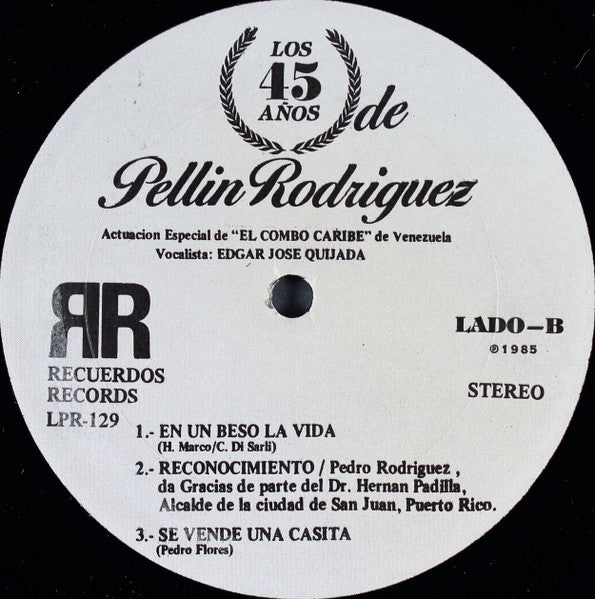 LOS
45
AÑOS
de
Pellin Rodriguez
Actuacion Especial de "EL COMBO CARIBE" de Venezuela
Vocalista: EDGAR JOSE QUIJADA
RR
RECUERDOS
RECORDS
LPR-129
LADO-B
℗1985
STEREO
1.- EN UN BESO LA VIDA
(H. Marco/C. Di Sarli)
2.- RECONOCIMIENTO / Pedro Rodriguez ,
da Gracias de parte del Dr. Hernan Padilla,
Alcalde de la ciudad de San Juan, Puerto Rico.
3.- SE VENDE UNA CASITA
(Pedro Flores)